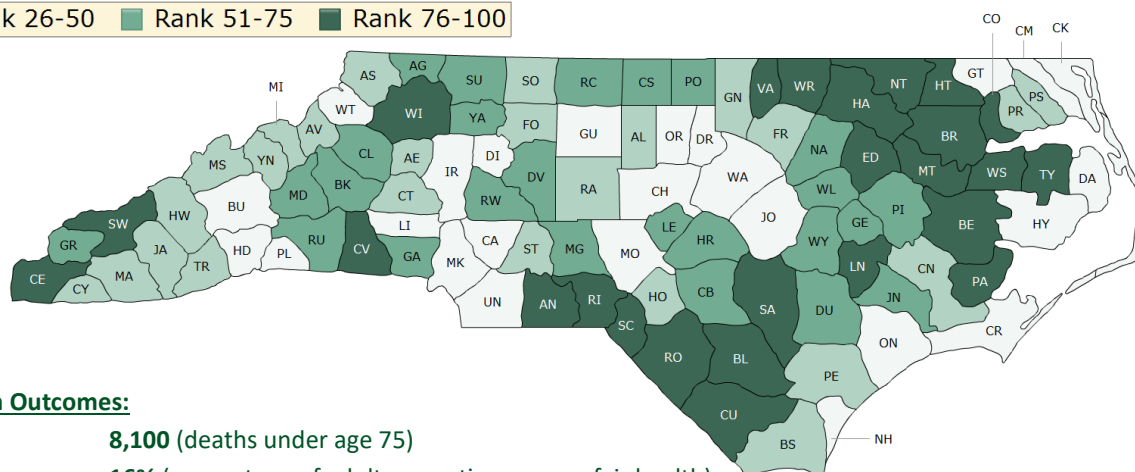 k 26-50 Rank 51-75 Rank 76-100
CO
CM
CK
MI
AS
AG
SU
SO
RC
CS
PO
GN
VA
WR
NT
HT
GT
WT
WI
YA
FO
GU
AL
OR
DR
FR
HA
BR
PR
PS
AV
YN
MS
CL
AE
IR
DI
DV
RA
CH
WA
NA
ED
MT
WS
TY
DA
MD
BK
CT
RW
WL
HW
BU
SW
GR
LI
JO
PI
GE
BE
HY
JA
TR
HD
PL
RU
CV
GA
MK
CA
ST
MG
MO
LE
HR
WY
LN
CN
PA
CE
CY
MA
UN
AN
RI
HO
CB
SA
DU
JN
SC
CR
ON
RO
BL
PE
CU
BS
NH
Outcomes:
8,100 (deaths under age 75)